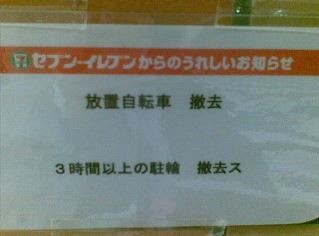 セブン-イレブンからのうれしいお知らせ
放置自転車　撤去
３時間以上の駐輪　撤去ス